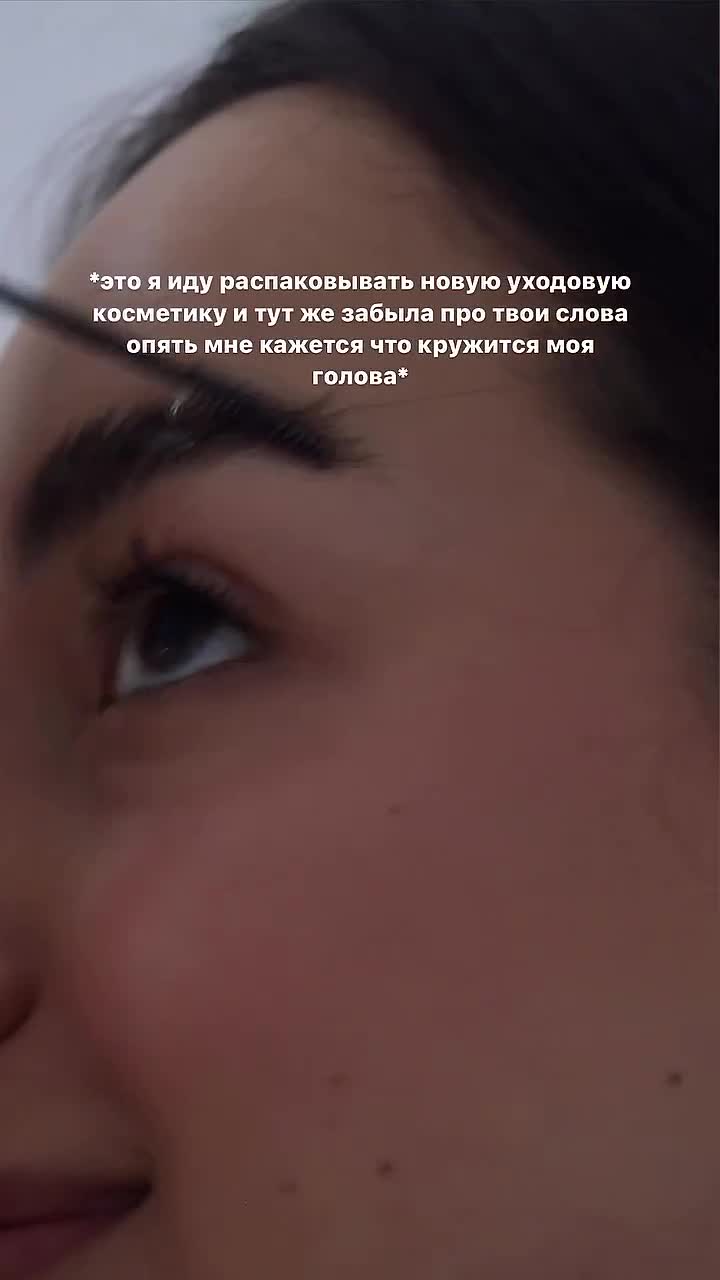 *это я иду распаковывать новую уходовую
косметику и тут же забыла про твои слова
опять мне кажется что кружится моя
голова*